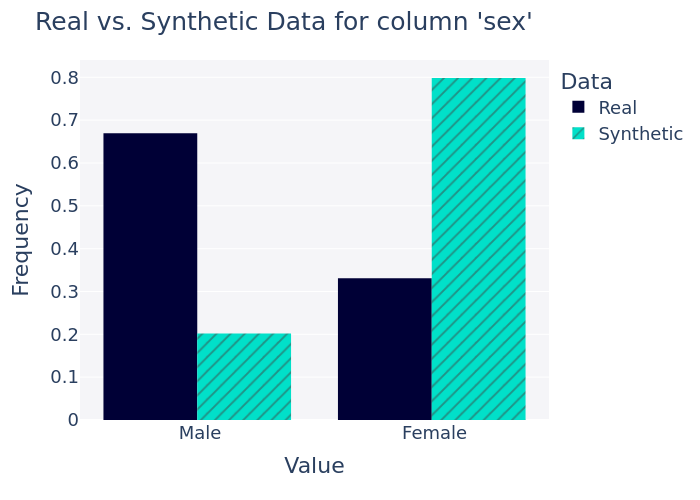 Real vs. Synthetic Data for column 'sex'
Data
Real
Synthetic
Frequency
0.8
0.7
0.6
0.5
0.4
0.3
0.2
0.1
0
Male Female
Value